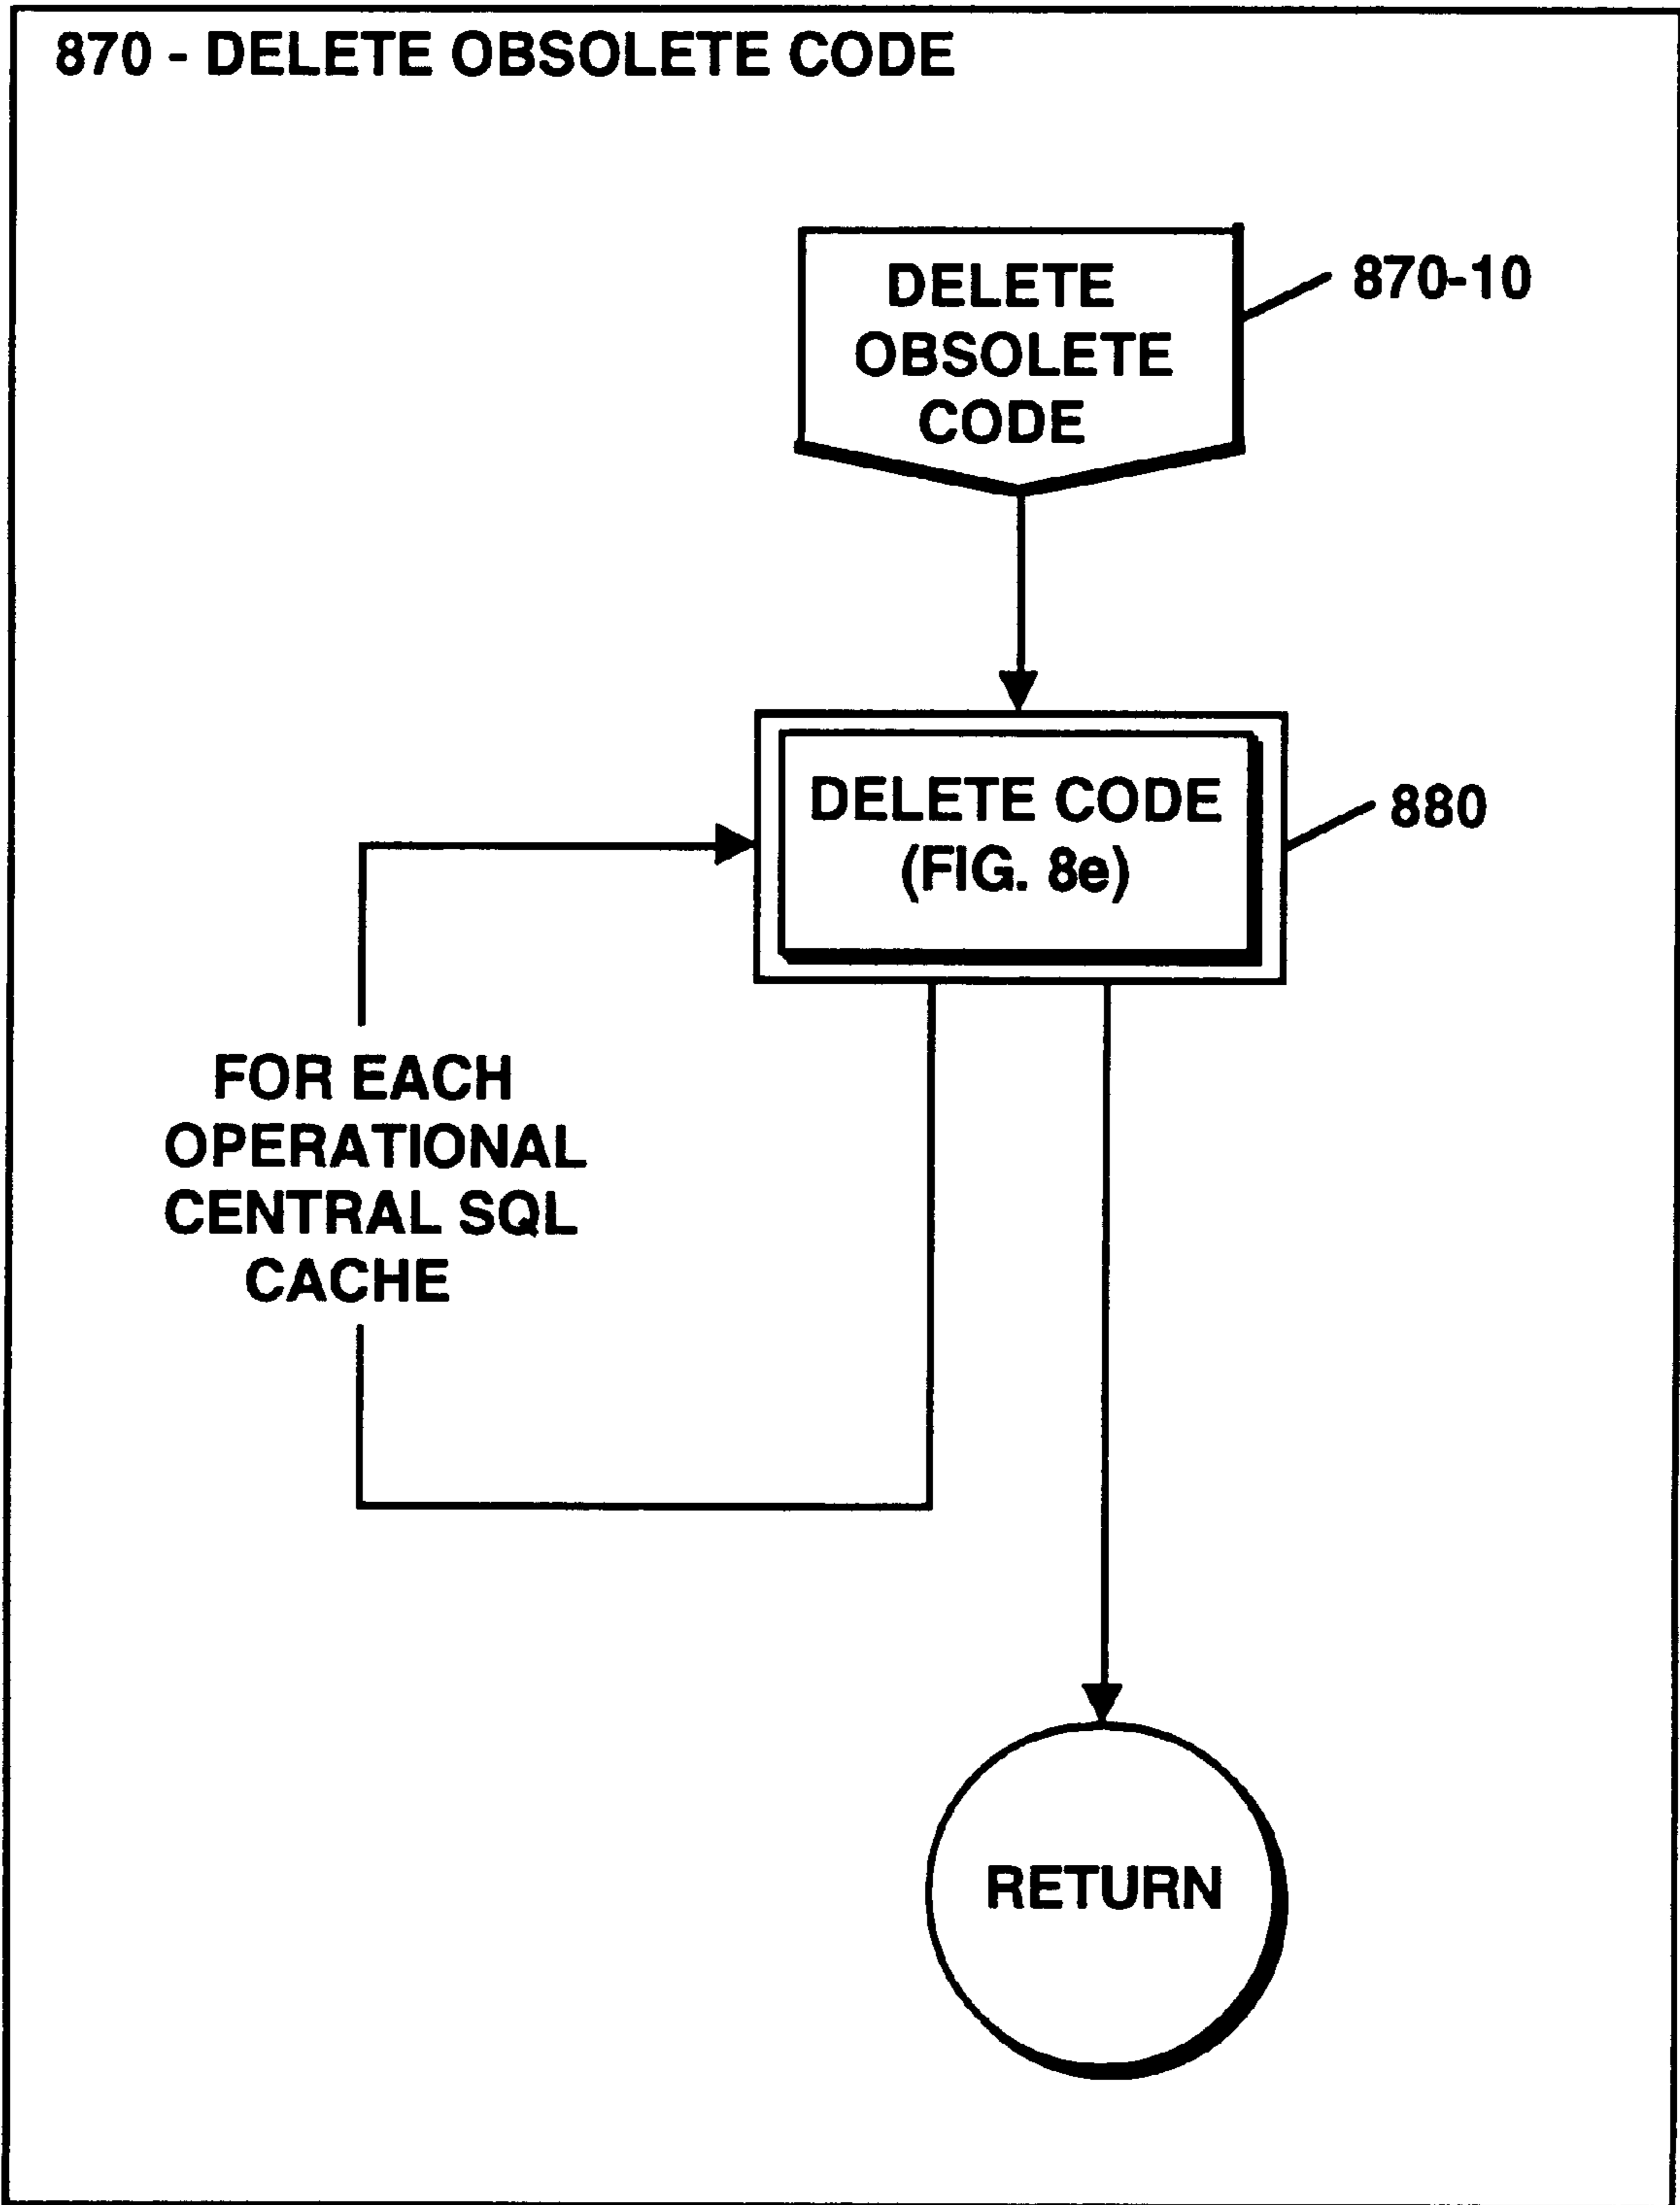 870 - DELETE OBSOLETE CODE
DELETE
OBSOLETE
CODE
870-10
DELETE CODE
(FIG. 8e)
880
FOR EACH
OPERATIONAL
CENTRAL SQL
CACHE
RETURN